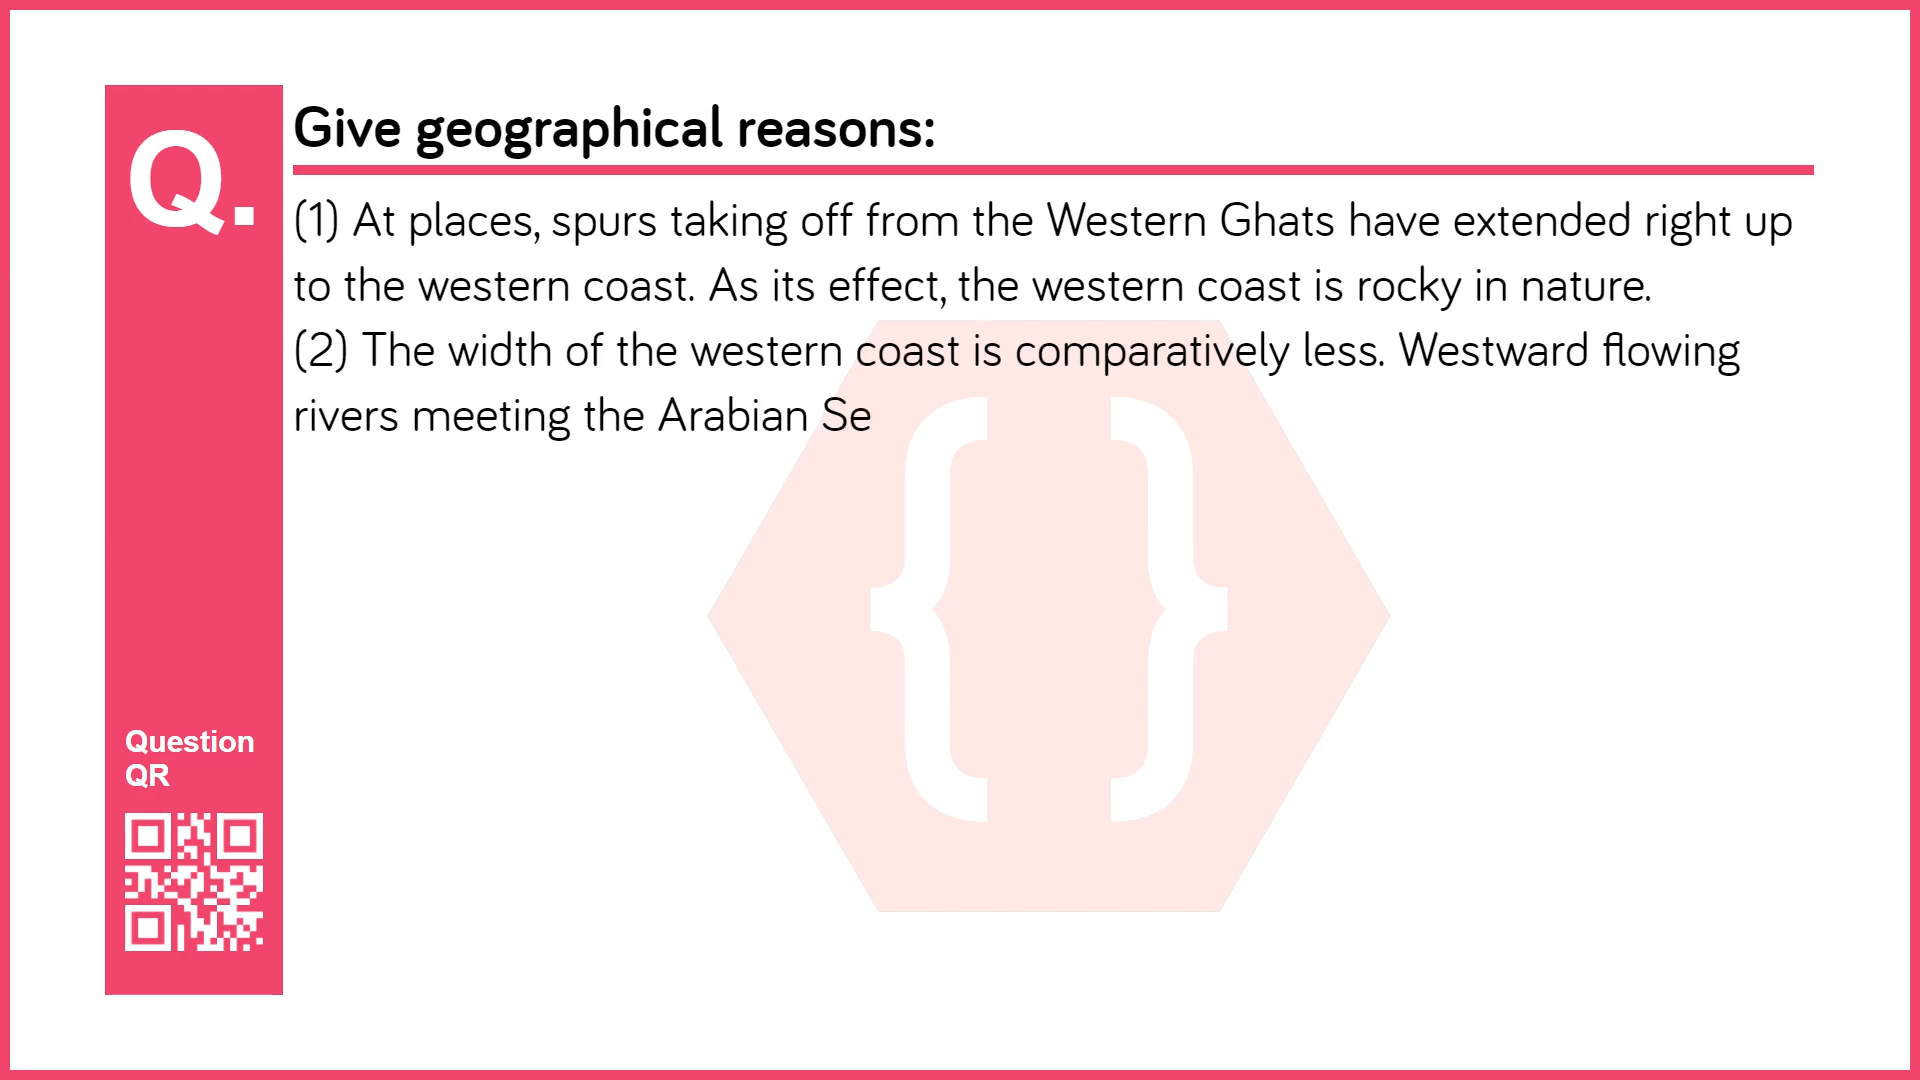 Q.
Give geographical reasons:
(1) At places, spurs taking off from the Western Ghats have extended right up
to the western coast. As its effect, the western coast is rocky in nature.
(2) The width of the western coast is comparatively less. Westward flowing
rivers meeting the Arabian Se
Question
QR